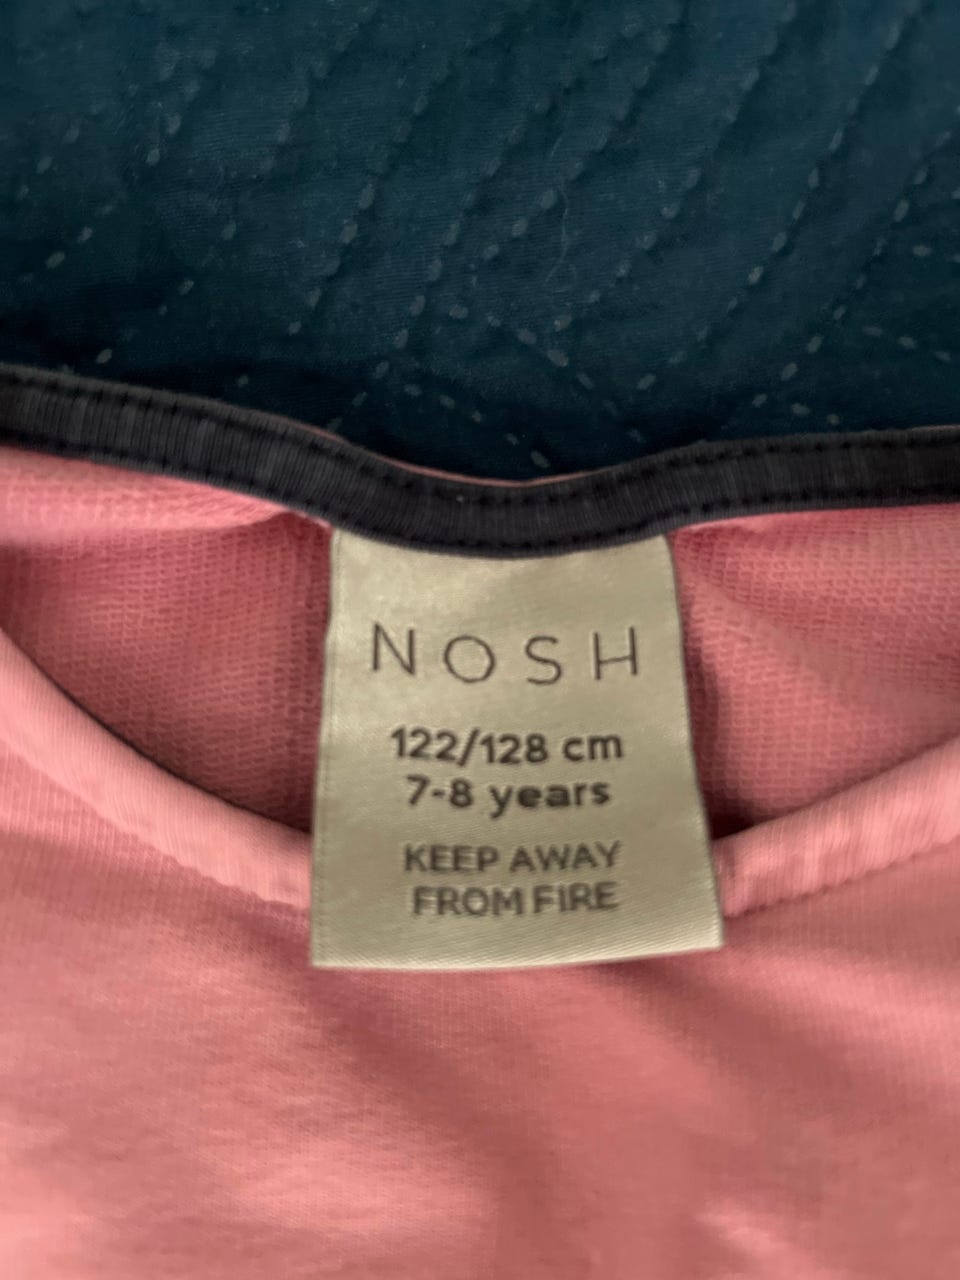 NOSH
122/128 cm
7-8 years
KEEP AWAY
FROM FIRE